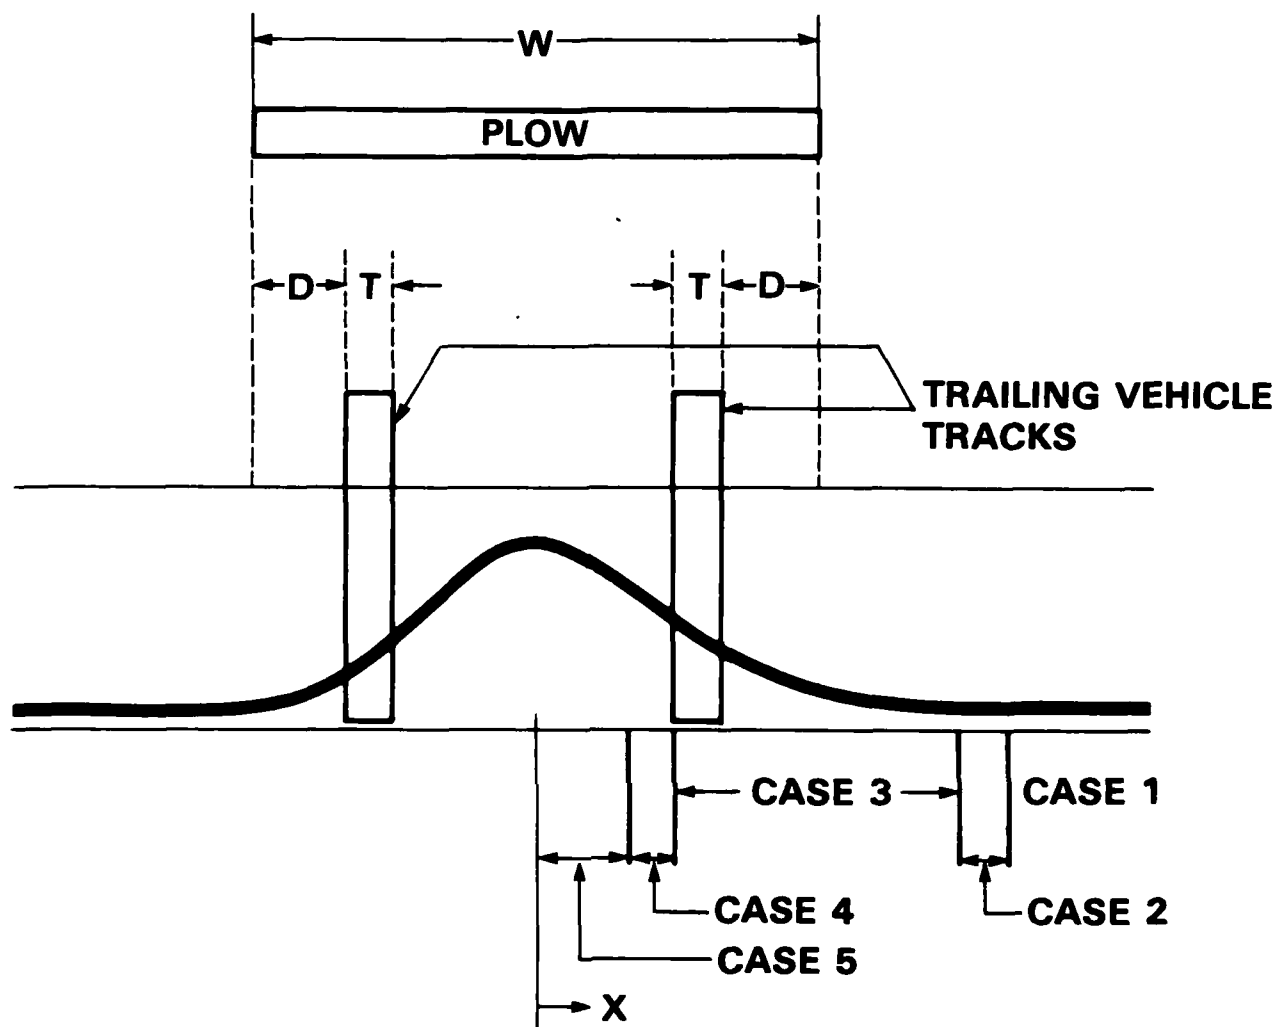 W
PLOW
D T T D
TRAILING VEHICLE
TRACKS
CASE 3 CASE 1
CASE 4 CASE 2
CASE 5
X